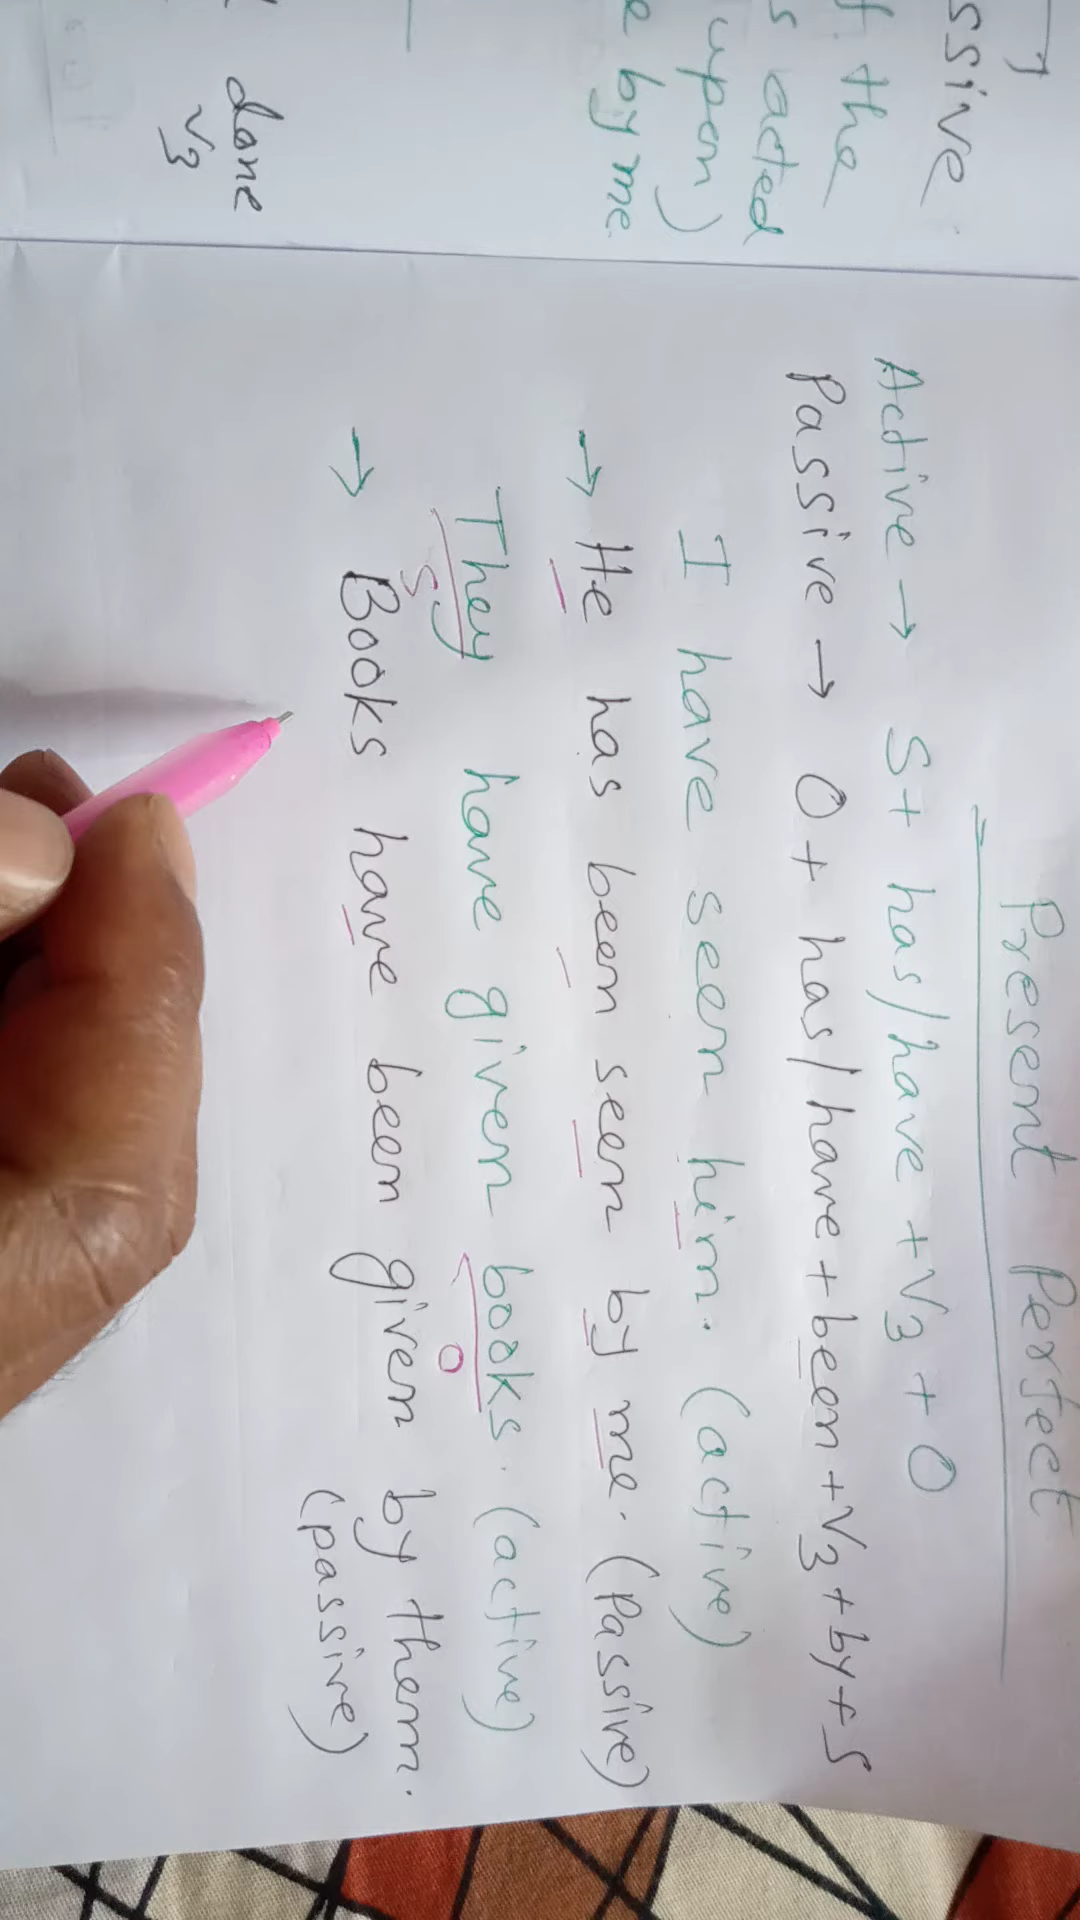 ssive
f the
s acted
upon)
e by me
done
V3
Present Perfect
Active → S + has/have + V3 + O
Passive → O + has/have + been + V3 + by + S
I have seen him. (active)
→ He has been seen by me. (Passive)
They have given books. (active)
S O
→ Books have been given by them.
(passive)